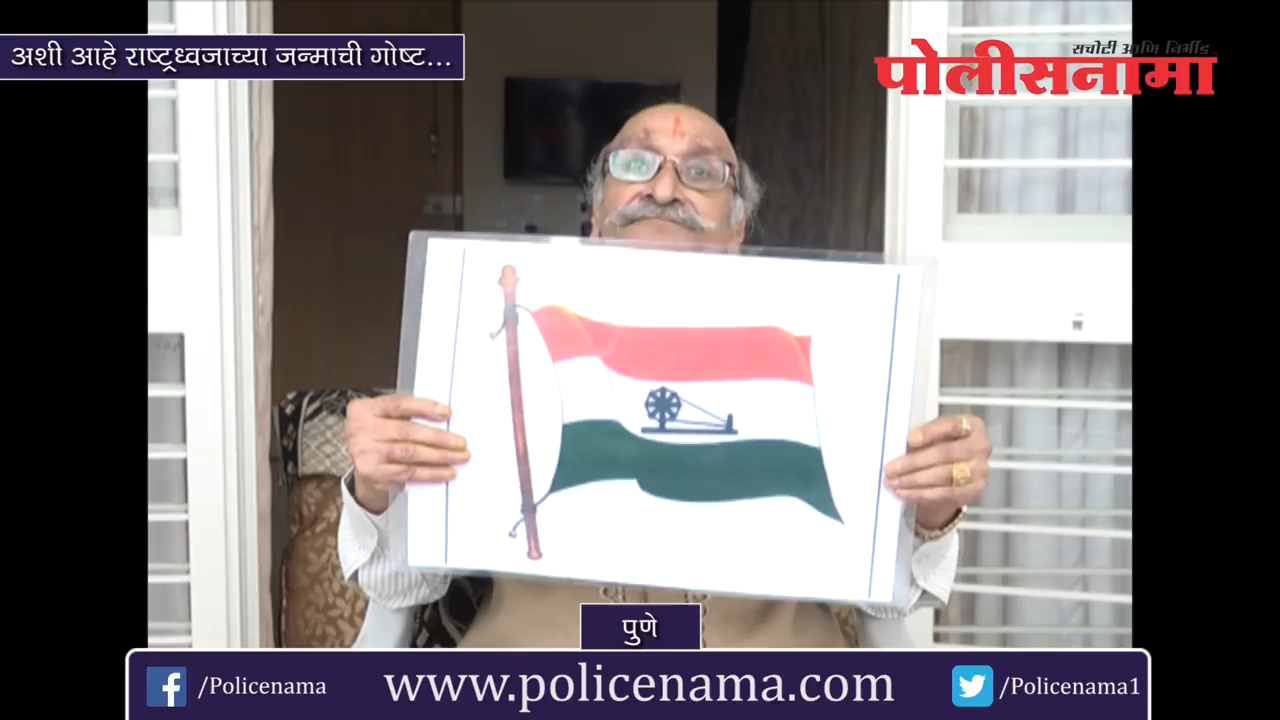 अशी आहे राष्ट्रध्वजाच्या जन्माची गोष्ट...
सचोटी आणि निर्भीड
पोलीसनामा
पुणे
/Policenama
www.policenama.com
/Policenama1